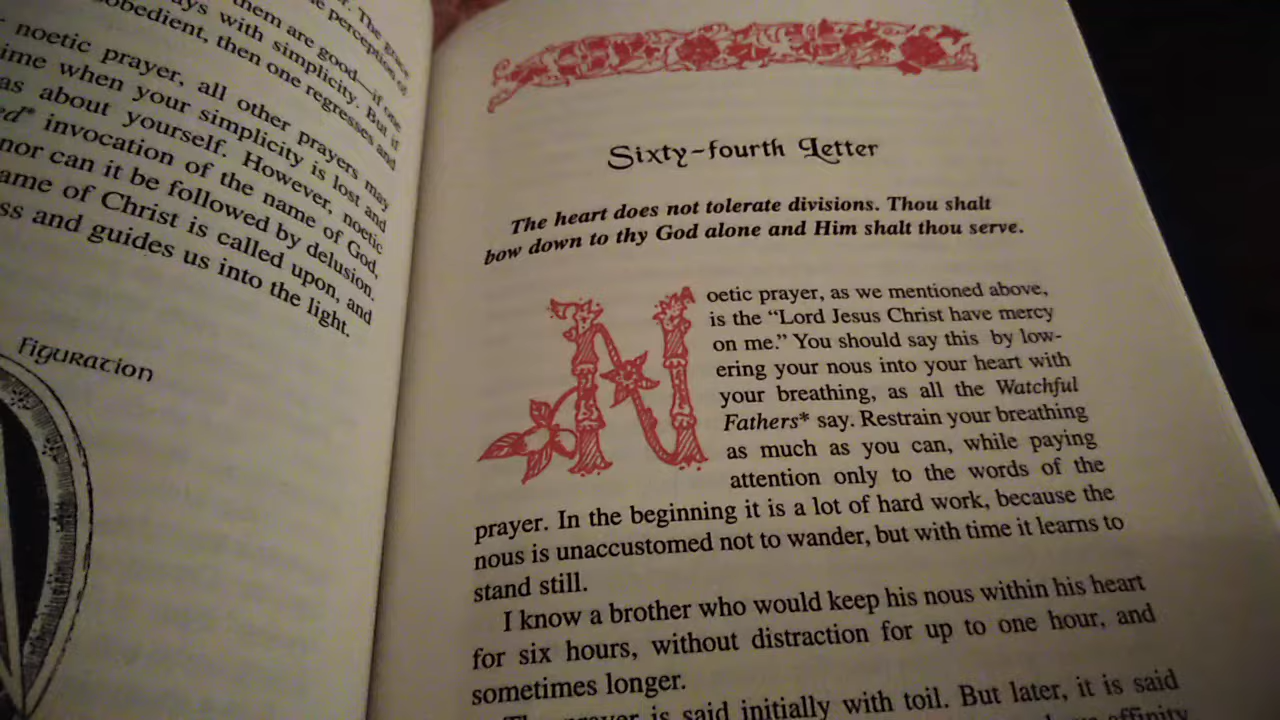 r. The grace
them are good—if one
e perception of
ys with simplicity. But if
obedient, then one regresses and
noetic prayer, all other prayers may
ime when your simplicity is lost and
as about yourself. However, noetic
ed* invocation of the name of God,
nor can it be followed by delusion.
ame of Christ is called upon, and
ss and guides us into the light.
Figuration
Sixty-fourth Letter
The heart does not tolerate divisions. Thou shalt
bow down to thy God alone and Him shalt thou serve.
Noetic prayer, as we mentioned above,
is the “Lord Jesus Christ have mercy
on me.” You should say this by low-
ering your nous into your heart with
your breathing, as all the Watchful
Fathers* say. Restrain your breathing
as much as you can, while paying
attention only to the words of the
prayer. In the beginning it is a lot of hard work, because the
nous is unaccustomed not to wander, but with time it learns to
stand still.
I know a brother who would keep his nous within his heart
for six hours, without distraction for up to one hour, and
sometimes longer.
The prayer is said initially with toil. But later, it is said
affinity